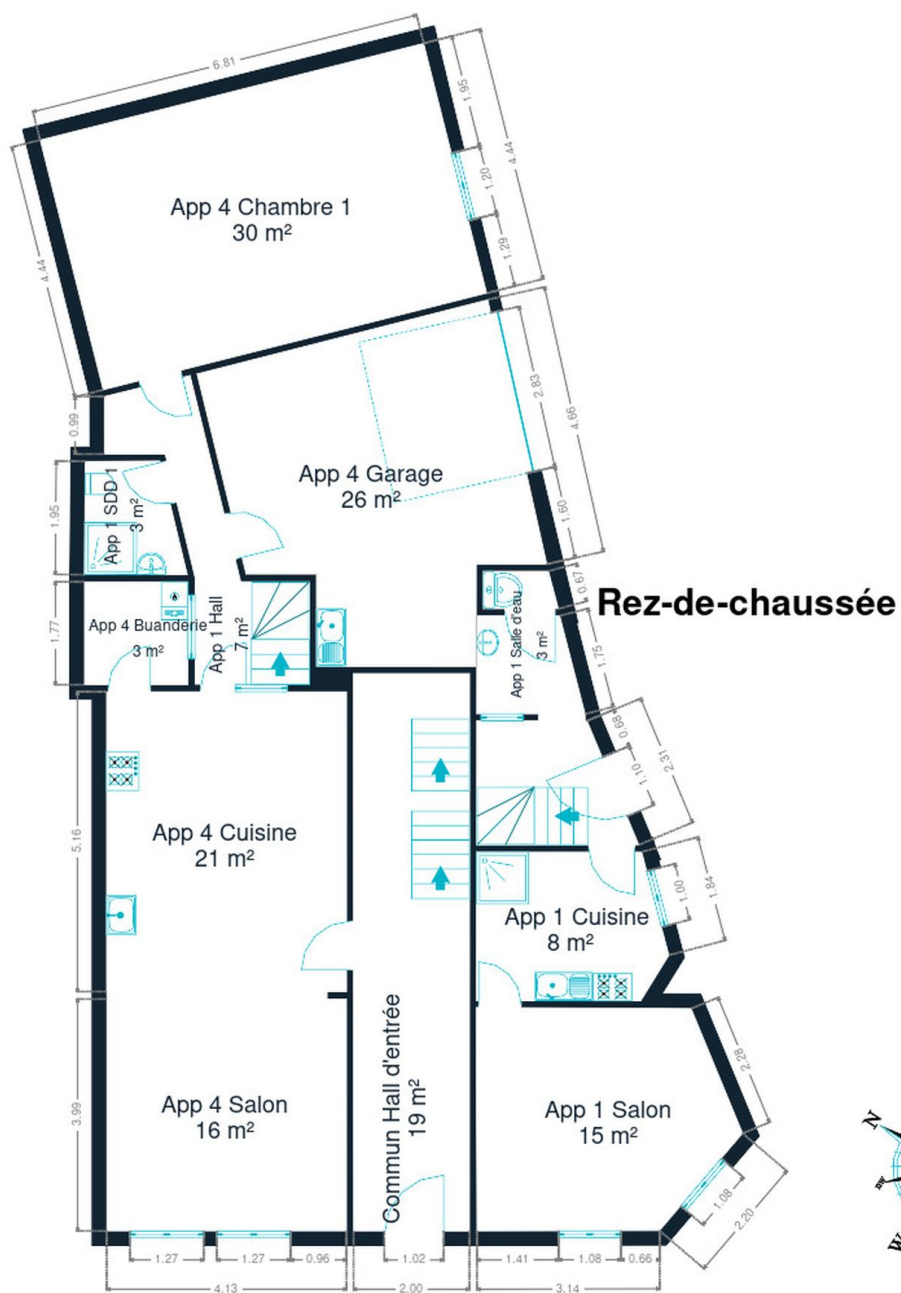 6.81
1.95
4.44
1.20
1.29
4.44
App 4 Chambre 1
30 m²
0.99
2.83
4.66
1.60
App 4 Garage
26 m²
App 1 SDD 1
3 m²
1.95
0.67
Rez-de-chaussée
1.77
App 4 Buanderie
3 m²
App 1 Hall
7 m²
App 1 Salle d'eau
3 m²
1.75
0.68
2.31
1.10
5.16
App 4 Cuisine
21 m²
1.00
1.84
App 1 Cuisine
8 m²
Commun Hall d'entrée
19 m²
2.28
3.99
App 4 Salon
16 m²
App 1 Salon
15 m²
N
nw
W
1.08
2.20
1.27
1.27
0.96
1.02
1.41
1.08
0.66
4.13
2.00
3.14